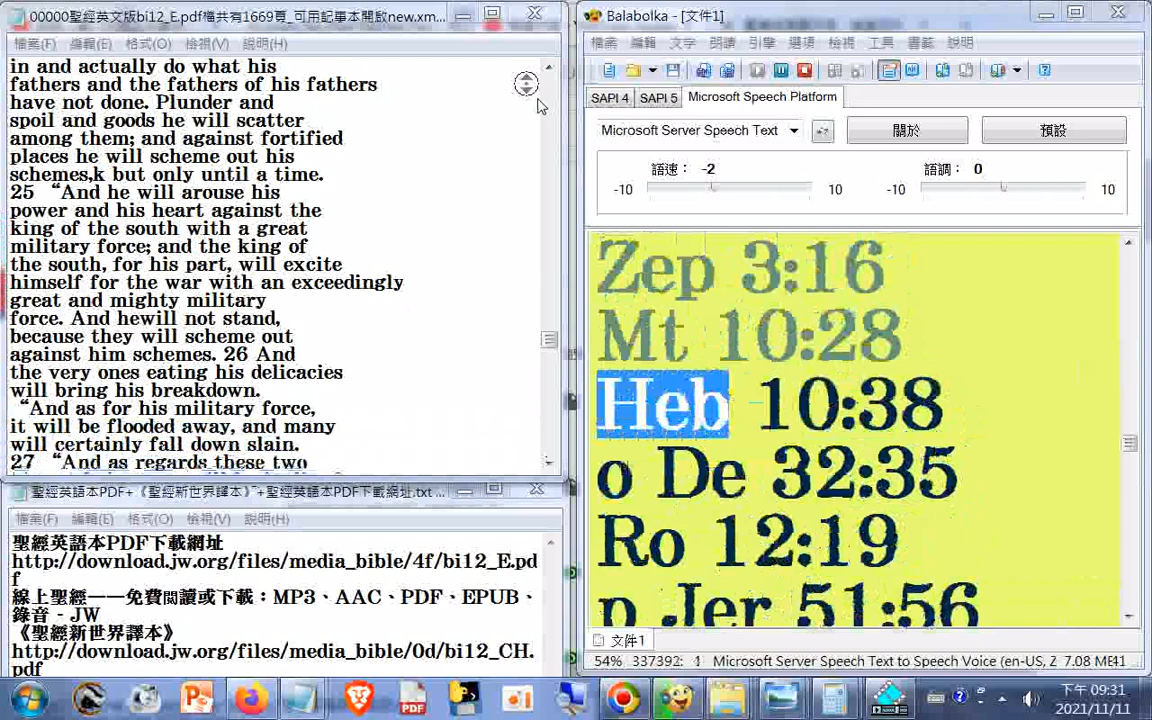 00000聖經英文版bi12_E.pdf檔共有1669頁_可用記事本開啟new.xm...
檔案(F) 編輯(E) 格式(O) 檢視(V) 說明(H)
in and actually do what his
fathers and the fathers of his fathers
have not done. Plunder and
spoil and goods he will scatter
among them; and against fortified
places he will scheme out his
schemes,k but only until a time.
25 “And he will arouse his
power and his heart against the
king of the south with a great
military force; and the king of
the south, for his part, will excite
himself for the war with an exceedingly
great and mighty military
force. And hewill not stand,
because they will scheme out
against him schemes. 26 And
the very ones eating his delicacies
will bring his breakdown.
“And as for his military force,
it will be flooded away, and many
will certainly fall down slain.
27 “And as regards these two
聖經英語本PDF+《聖經新世界譯本》"+聖經英語本PDF下載網址.txt ...
檔案(F) 編輯(E) 格式(O) 檢視(V) 說明(H)
聖經英語本PDF下載網址
http://download.jw.org/files/media_bible/4f/bi12_E.pd
f
線上聖經——免費閱讀或下載：MP3、AAC、PDF、EPUB、
錄音 - JW
《聖經新世界譯本》
http://download.jw.org/files/media_bible/0d/bi12_CH.
pdf
Balabolka - [文件1]
檔案 編輯 文字 朗讀 引擎 選項 檢視 工具 書籤 說明
SAPI 4 SAPI 5 Microsoft Speech Platform
Microsoft Server Speech Text 關於 預設
語速： -2 語調： 0
-10 10 -10 10
Zep 3:16
Mt 10:28
Heb 10:38
o De 32:35
Ro 12:19
p Jer 51:56
文件1
54% 337392: 1 Microsoft Server Speech Text to Speech Voice (en-US, Z 7.08 ME41
下午 09:31
2021/11/11